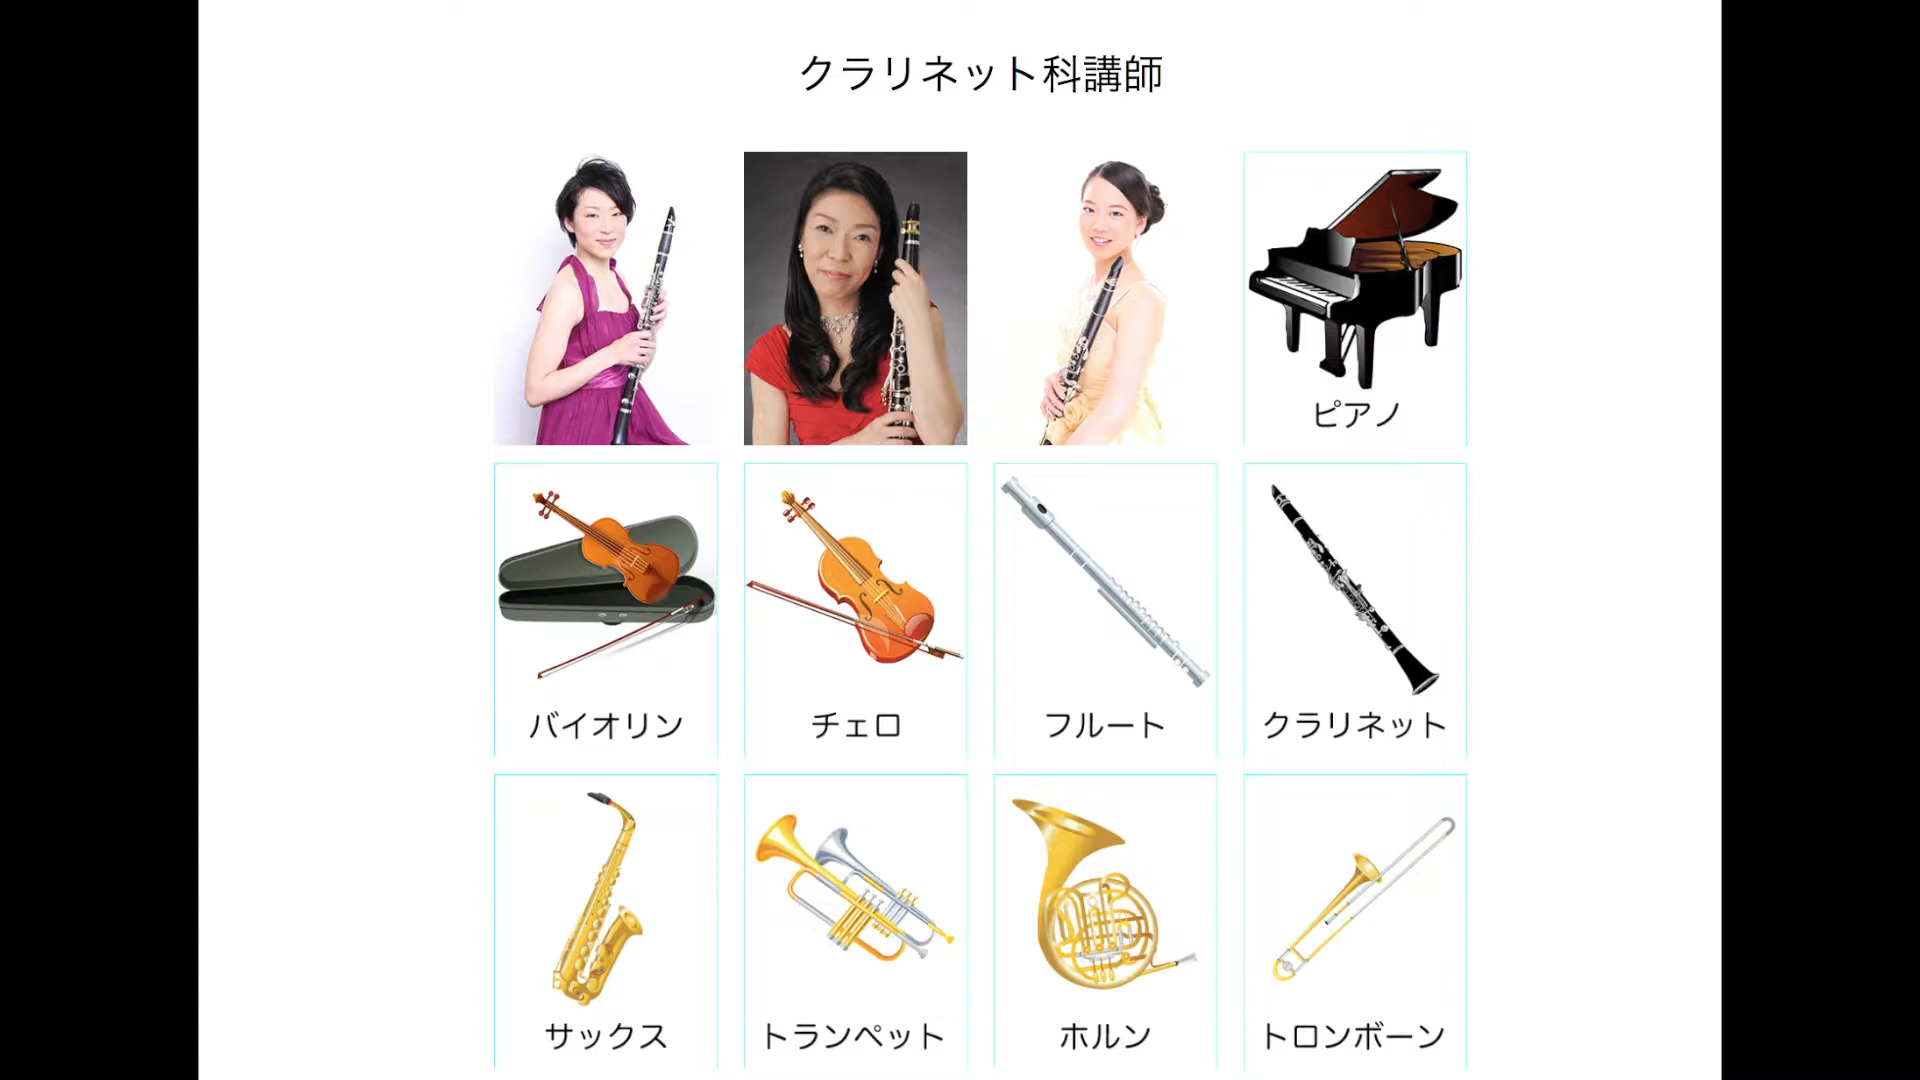 クラリネット科講師
ピアノ
バイオリン
チェロ
フルート
クラリネット
サックス
トランペット
ホルン
トロンボーン